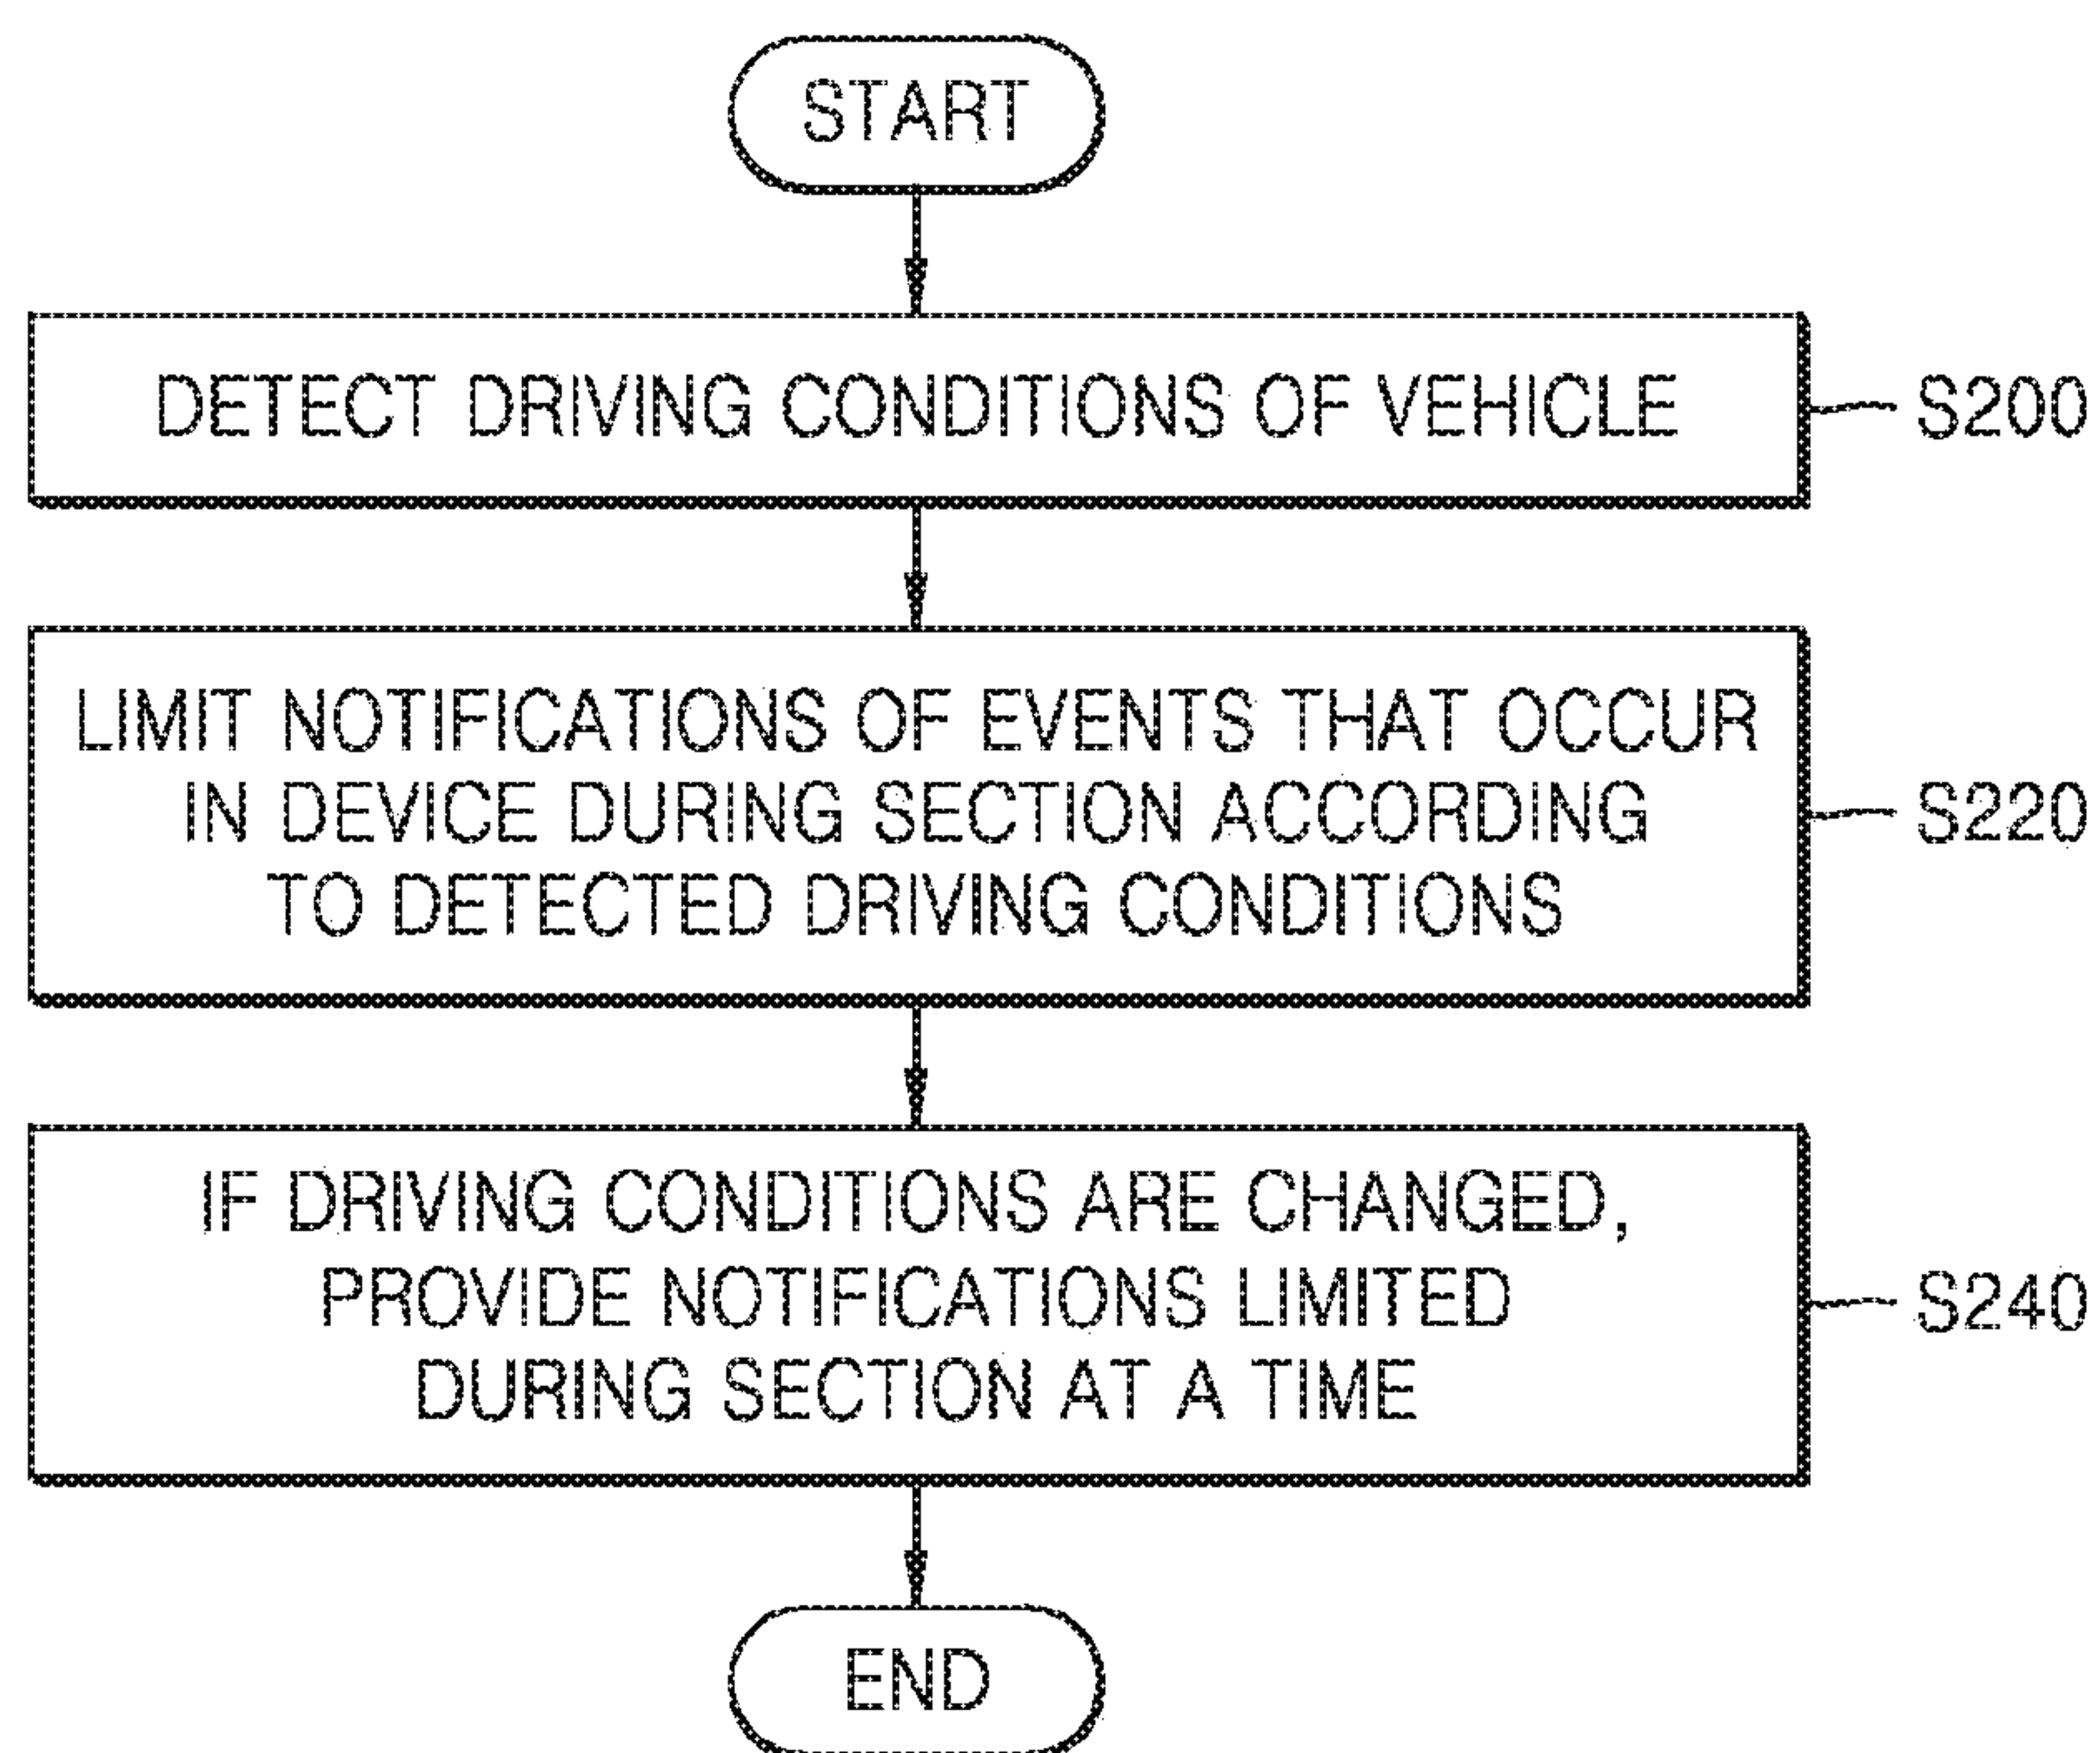 START
DETECT DRIVING CONDITIONS OF VEHICLE
S200
LIMIT NOTIFICATIONS OF EVENTS THAT OCCUR
IN DEVICE DURING SECTION ACCORDING
TO DETECTED DRIVING CONDITIONS
S220
IF DRIVING CONDITIONS ARE CHANGED,
PROVIDE NOTIFICATIONS LIMITED
DURING SECTION AT A TIME
S240
END